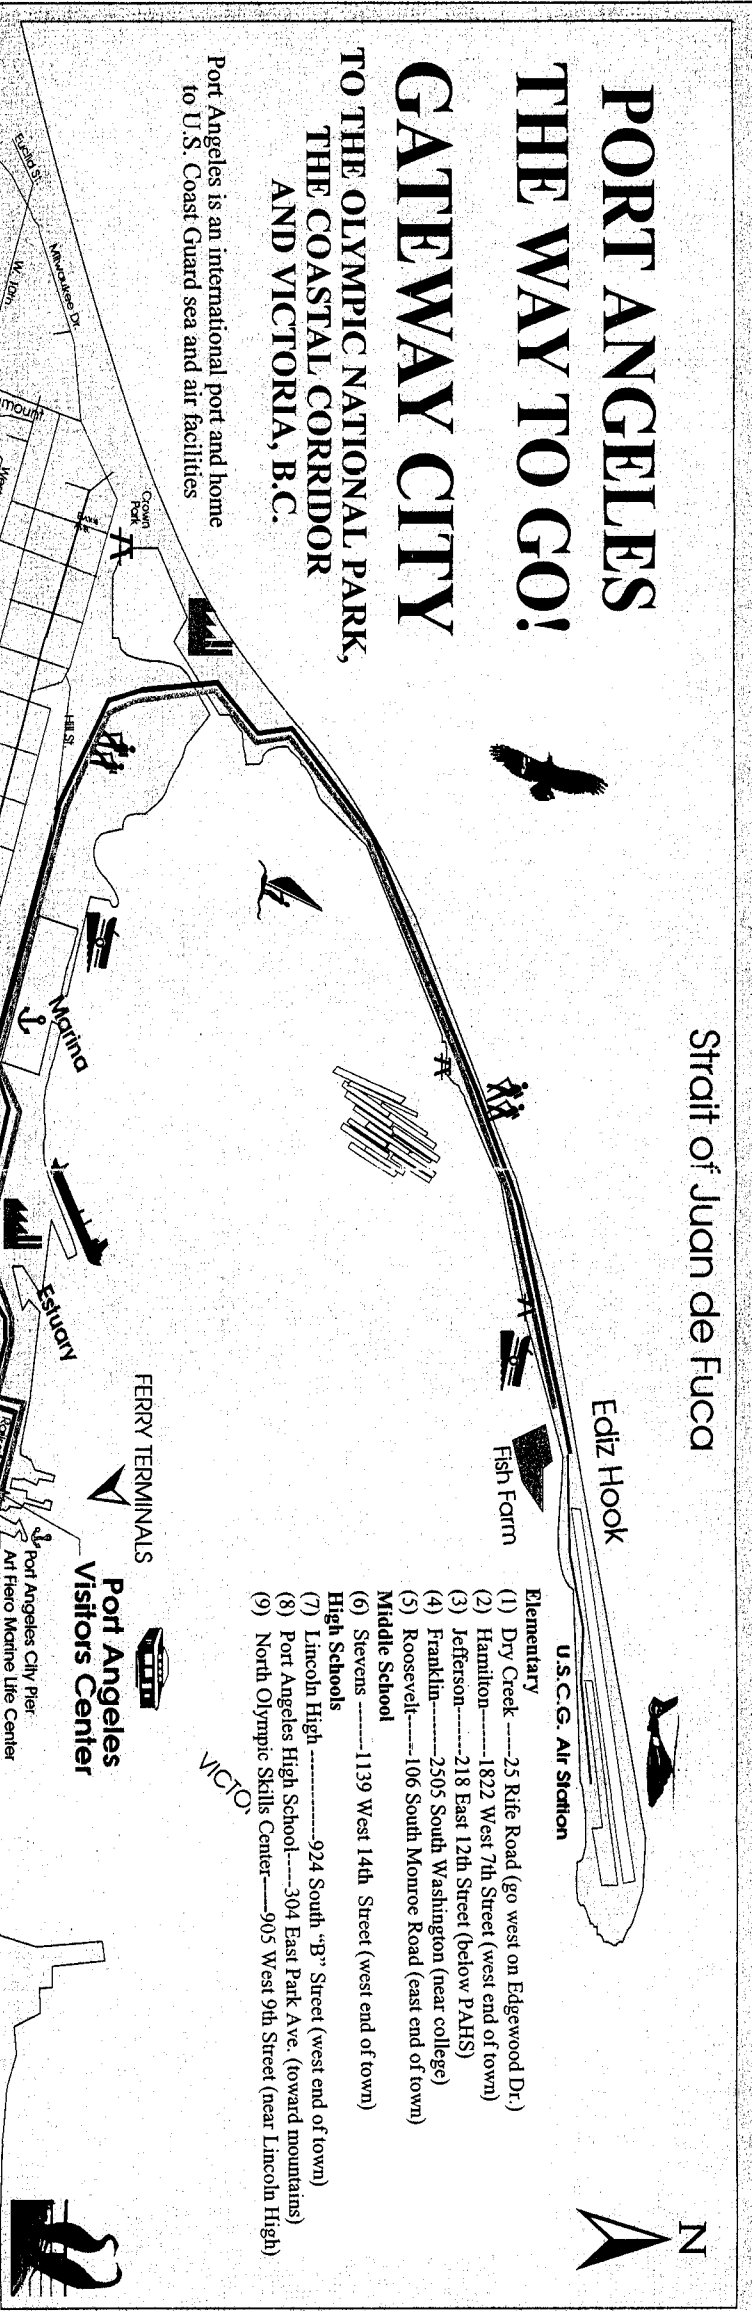 PORT ANGELES
THE WAY TO GO!
GATEWAY CITY
TO THE OLYMPIC NATIONAL PARK,
THE COASTAL CORRIDOR
AND VICTORIA, B.C.
Port Angeles is an international port and home
to U.S. Coast Guard sea and air facilities
Strait of Juan de Fuca
N
Ediz Hook
U.S.C.G. Air Station
Fish Farm
Elementary
(1) Dry Creek -----25 Rife Road (go west on Edgewood Dr.)
(2) Hamilton------1822 West 7th Street (west end of town)
(3) Jefferson------218 East 12th Street (below PAHS)
(4) Franklin--------2505 South Washington (near college)
(5) Roosevelt-----106 South Monroe Road (east end of town)
Middle School
(6) Stevens -------1139 West 14th Street (west end of town)
High Schools
(7) Lincoln High -------------924 South "B" Street (west end of town)
(8) Port Angeles High School----304 East Park Ave. (toward mountains)
(9) North Olympic Skills Center----905 West 9th Street (near Lincoln High)
Euclid St.
Milwaukee Dr.
W. 10th
mount
Crown
Park
Hill St.
Marina
Estuary
FERRY TERMINALS
Port Angeles
Visitors Center
VICTO
Port Angeles City Pier
Art Fiero Marine Life Center